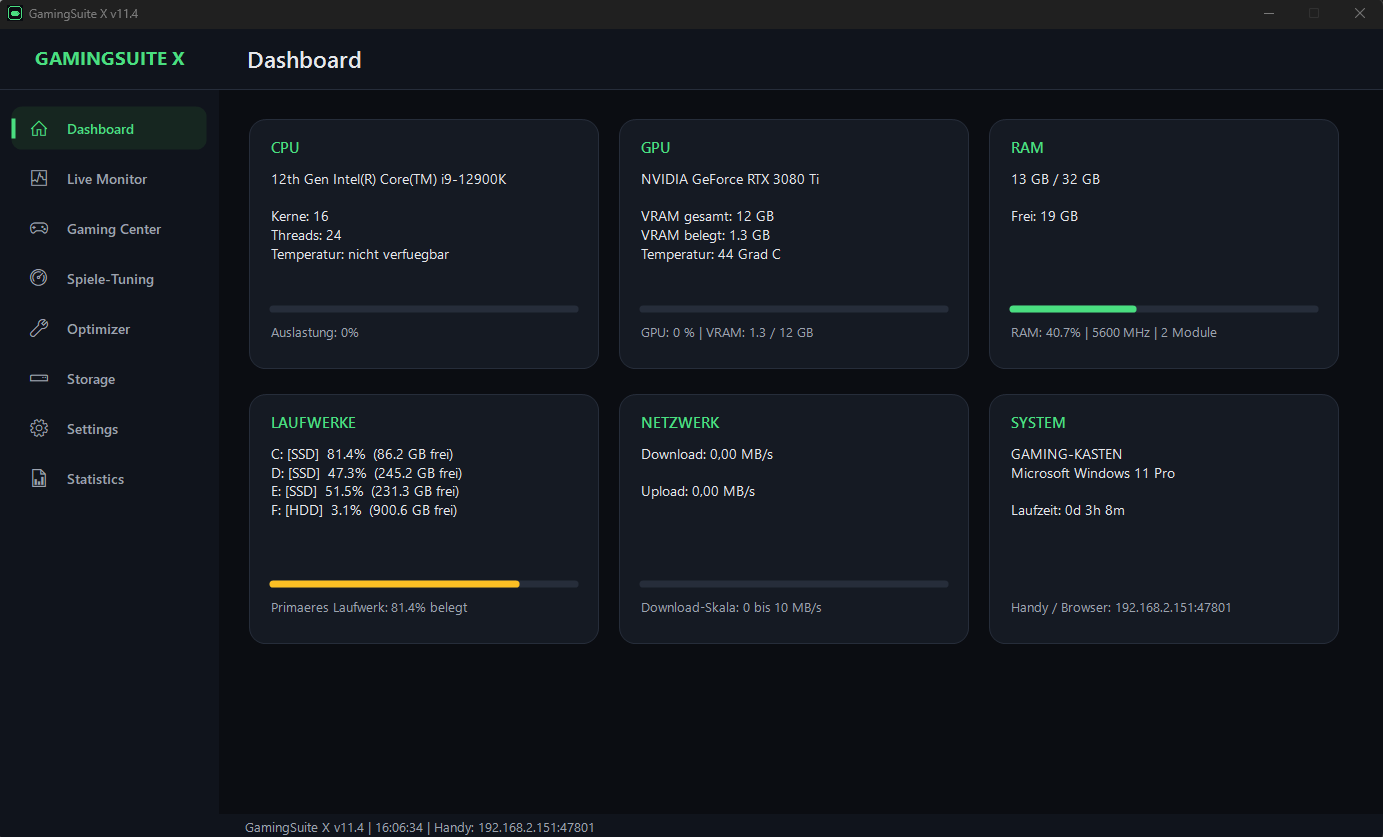 GamingSuite X v11.4
GAMINGSUITE X
Dashboard
Dashboard
Live Monitor
Gaming Center
Spiele-Tuning
Optimizer
Storage
Settings
Statistics
CPU
12th Gen Intel(R) Core(TM) i9-12900K
Kerne: 16
Threads: 24
Temperatur: nicht verfuegbar
Auslastung: 0%
GPU
NVIDIA GeForce RTX 3080 Ti
VRAM gesamt: 12 GB
VRAM belegt: 1.3 GB
Temperatur: 44 Grad C
GPU: 0 % | VRAM: 1.3 / 12 GB
RAM
13 GB / 32 GB
Frei: 19 GB
RAM: 40.7% | 5600 MHz | 2 Module
LAUFWERKE
C: [SSD]  81.4%  (86.2 GB frei)
D: [SSD]  47.3%  (245.2 GB frei)
E: [SSD]  51.5%  (231.3 GB frei)
F: [HDD]  3.1%  (900.6 GB frei)
Primaeres Laufwerk: 81.4% belegt
NETZWERK
Download: 0,00 MB/s
Upload: 0,00 MB/s
Download-Skala: 0 bis 10 MB/s
SYSTEM
GAMING-KASTEN
Microsoft Windows 11 Pro
Laufzeit: 0d 3h 8m
Handy / Browser: 192.168.2.151:47801
GamingSuite X v11.4 | 16:06:34 | Handy: 192.168.2.151:47801